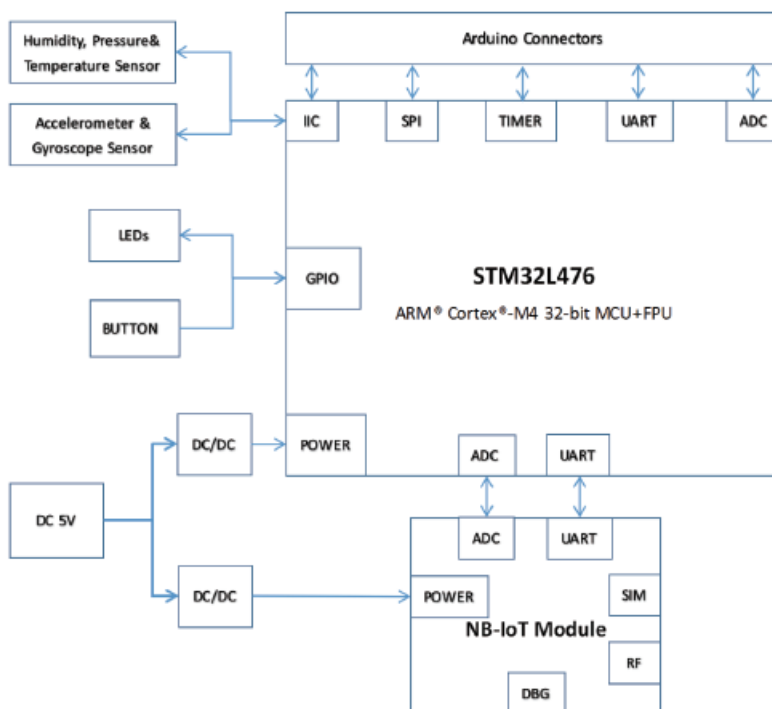 Humidity, Pressure&
Temperature Sensor
Arduino Connectors
Accelerometer &
Gyroscope Sensor
IIC
SPI
TIMER
UART
ADC
LEDs
GPIO
BUTTON
STM32L476
ARM® Cortex®-M4 32-bit MCU+FPU
DC/DC
POWER
ADC
UART
DC 5V
ADC
UART
DC/DC
POWER
SIM
NB-IoT Module
RF
DBG